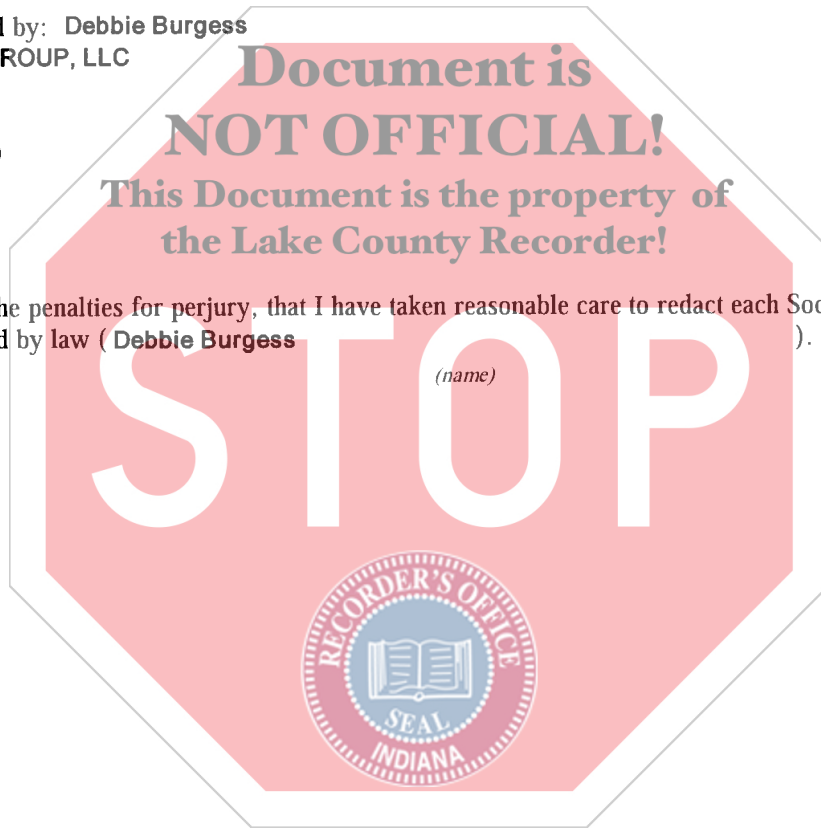 d by: Debbie Burgess
ROUP, LLC
Document is
NOT OFFICIAL!
This Document is the property of
the Lake County Recorder!
he penalties for perjury, that I have taken reasonable care to redact each Soc
d by law ( Debbie Burgess ).
(name)
STOP
RECORDER'S OFFICE
SEAL
INDIANA